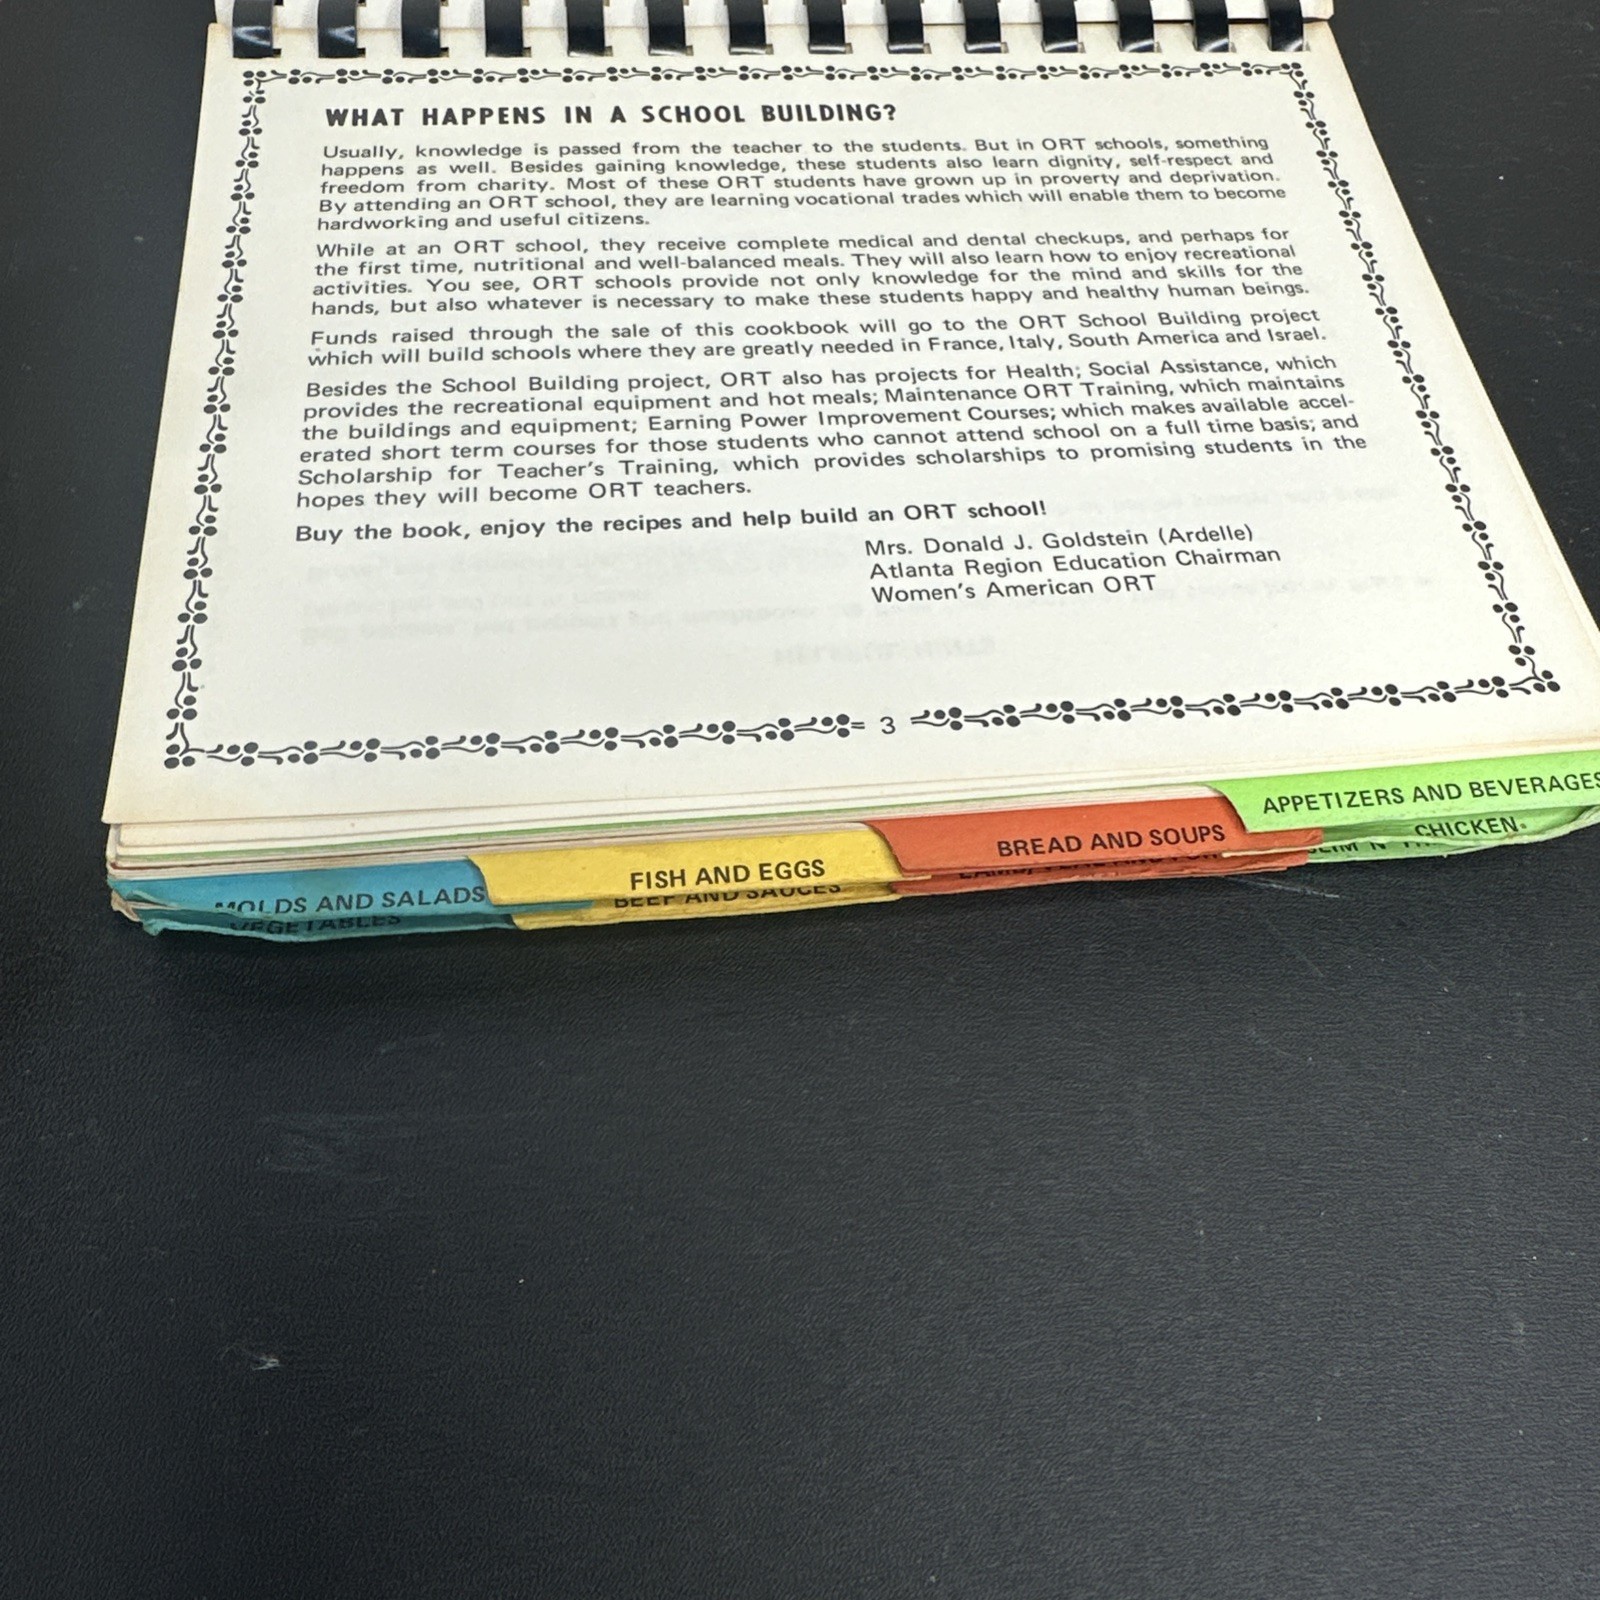 WHAT HAPPENS IN A SCHOOL BUILDING?
Usually, knowledge is passed from the teacher to the students. But in ORT schools, something
happens as well. Besides gaining knowledge, these students also learn dignity, self-respect and
freedom from charity. Most of these ORT students have grown up in proverty and deprivation.
By attending an ORT school, they are learning vocational trades which will enable them to become
hardworking and useful citizens.
While at an ORT school, they receive complete medical and dental checkups, and perhaps for
the first time, nutritional and well-balanced meals. They will also learn how to enjoy recreational
activities. You see, ORT schools provide not only knowledge for the mind and skills for the
hands, but also whatever is necessary to make these students happy and healthy human beings.
Funds raised through the sale of this cookbook will go to the ORT School Building project
which will build schools where they are greatly needed in France, Italy, South America and Israel.
Besides the School Building project, ORT also has projects for Health; Social Assistance, which
provides the recreational equipment and hot meals; Maintenance ORT Training, which maintains
the buildings and equipment; Earning Power Improvement Courses; which makes available accel-
erated short term courses for those students who cannot attend school on a full time basis; and
Scholarship for Teacher's Training, which provides scholarships to promising students in the
hopes they will become ORT teachers.
Buy the book, enjoy the recipes and help build an ORT school!
Mrs. Donald J. Goldstein (Ardelle)
Atlanta Region Education Chairman
Women's American ORT
3
APPETIZERS AND BEVERAGES
CHICKEN
BREAD AND SOUPS
FISH AND EGGS
BEEF AND SAUCES
MOLDS AND SALADS
VEGETABLES